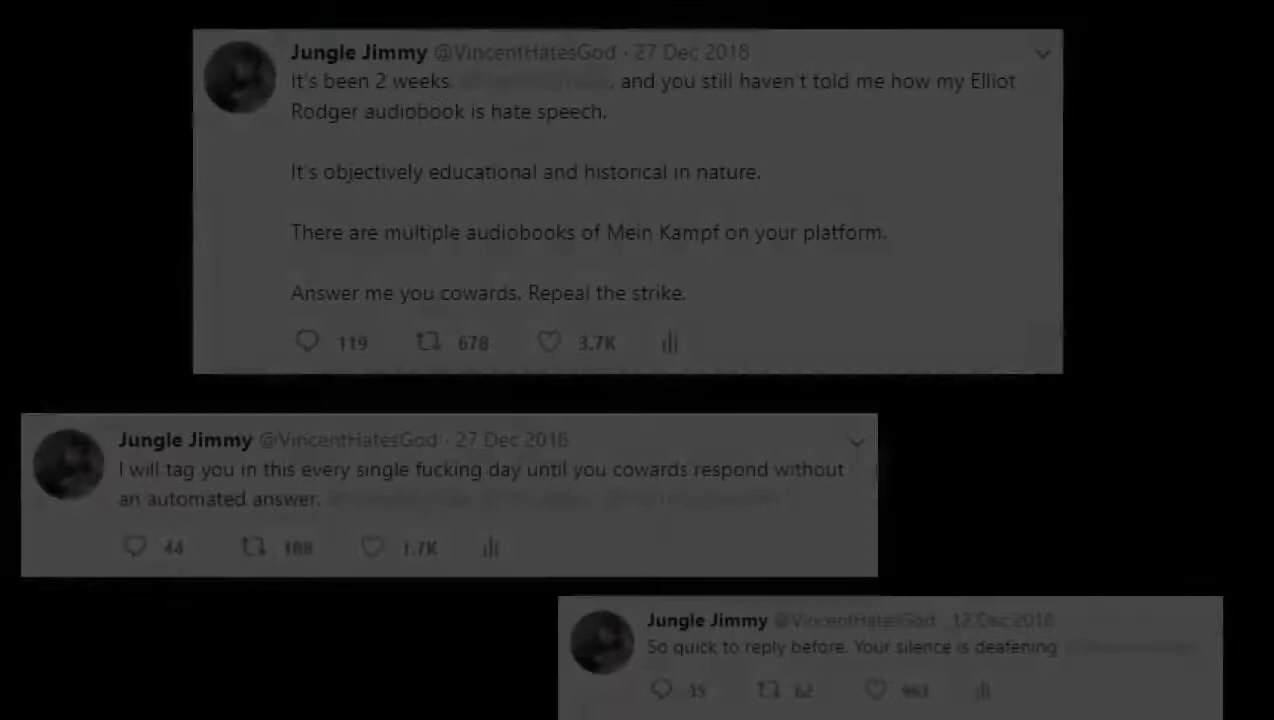 Jungle Jimmy @VincentHatesGod · 27 Dec 2018
It's been 2 weeks , and you still haven't told me how my Elliot
Rodger audiobook is hate speech.
It's objectively educational and historical in nature.
There are multiple audiobooks of Mein Kampf on your platform.
Answer me you cowards. Repeal the strike.
119 678 3.7K
Jungle Jimmy @VincentHatesGod · 27 Dec 2018
I will tag you in this every single fucking day until you cowards respond without
an automated answer.
44 188 1.7K
Jungle Jimmy @VincentHatesGod · 12 Dec 2018
So quick to reply before. Your silence is deafening
35 62